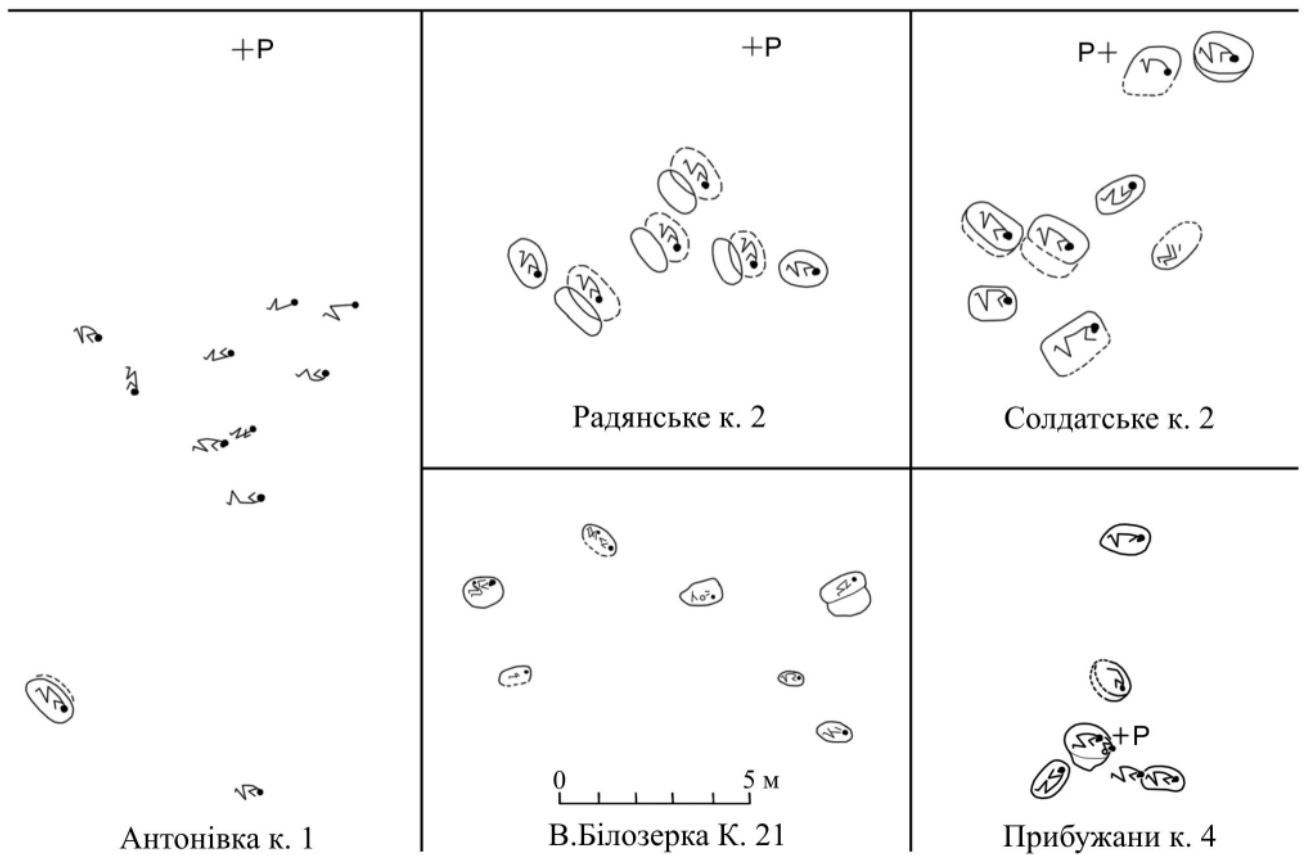 +P
Антонівка к. 1
+P
Радянське к. 2
P+
Солдатське к. 2
0 5 м
В.Білозерка К. 21
+P
Прибужани к. 4